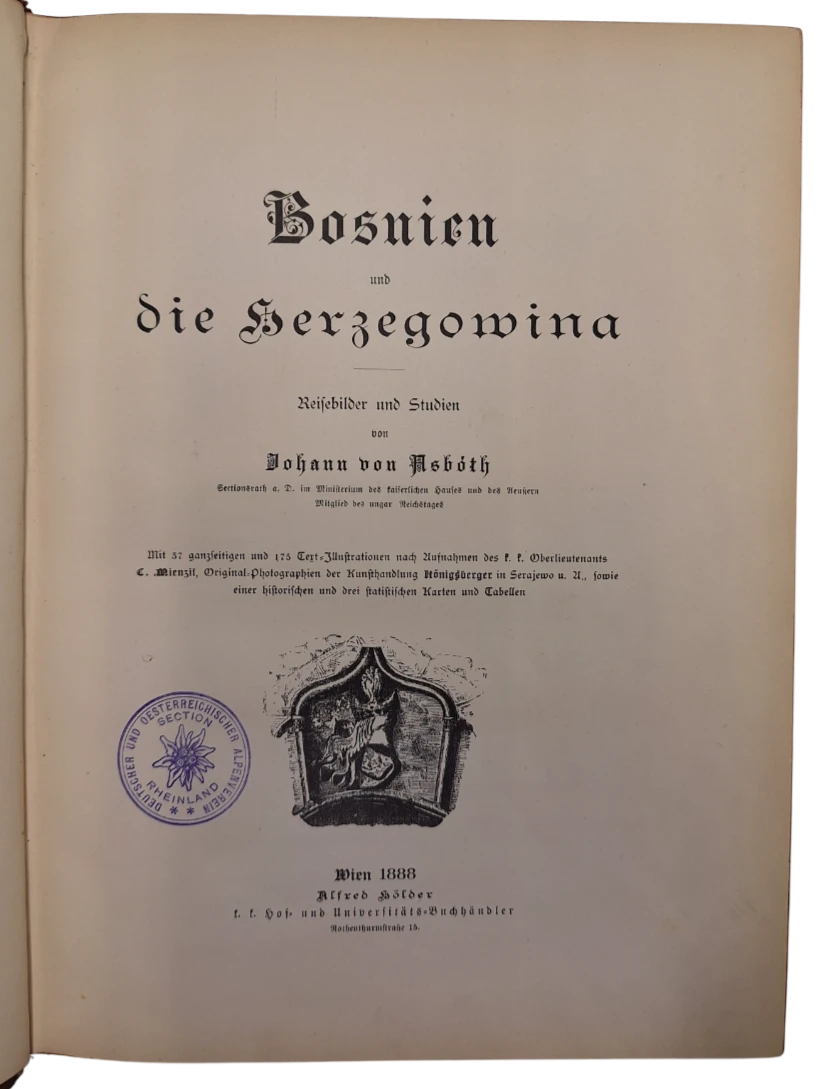 Bosnien
und
die Herzegowina
Reisebilder und Studien
von
Johann von Asbóth
Sectionsrath a. D. im Ministerium des kaiserlichen Hauses und des Aeußern
Mitglied des ungar Reichstages
Mit 37 ganzseitigen und 175 Text-Illustrationen nach Aufnahmen des k. k. Oberlieutenants
C. Mienzil, Original-Photographien der Kunsthandlung Königsberger in Serajewo u. A., sowie
einer historischen und drei statistischen Karten und Tabellen
DEUTSCHER UND OESTERREICHISCHER ALPENVEREIN
SECTION
RHEINLAND
Wien 1888
Alfred Hölder
k. k. Hof- und Universitäts-Buchhändler
Rothenthurmstraße 15.